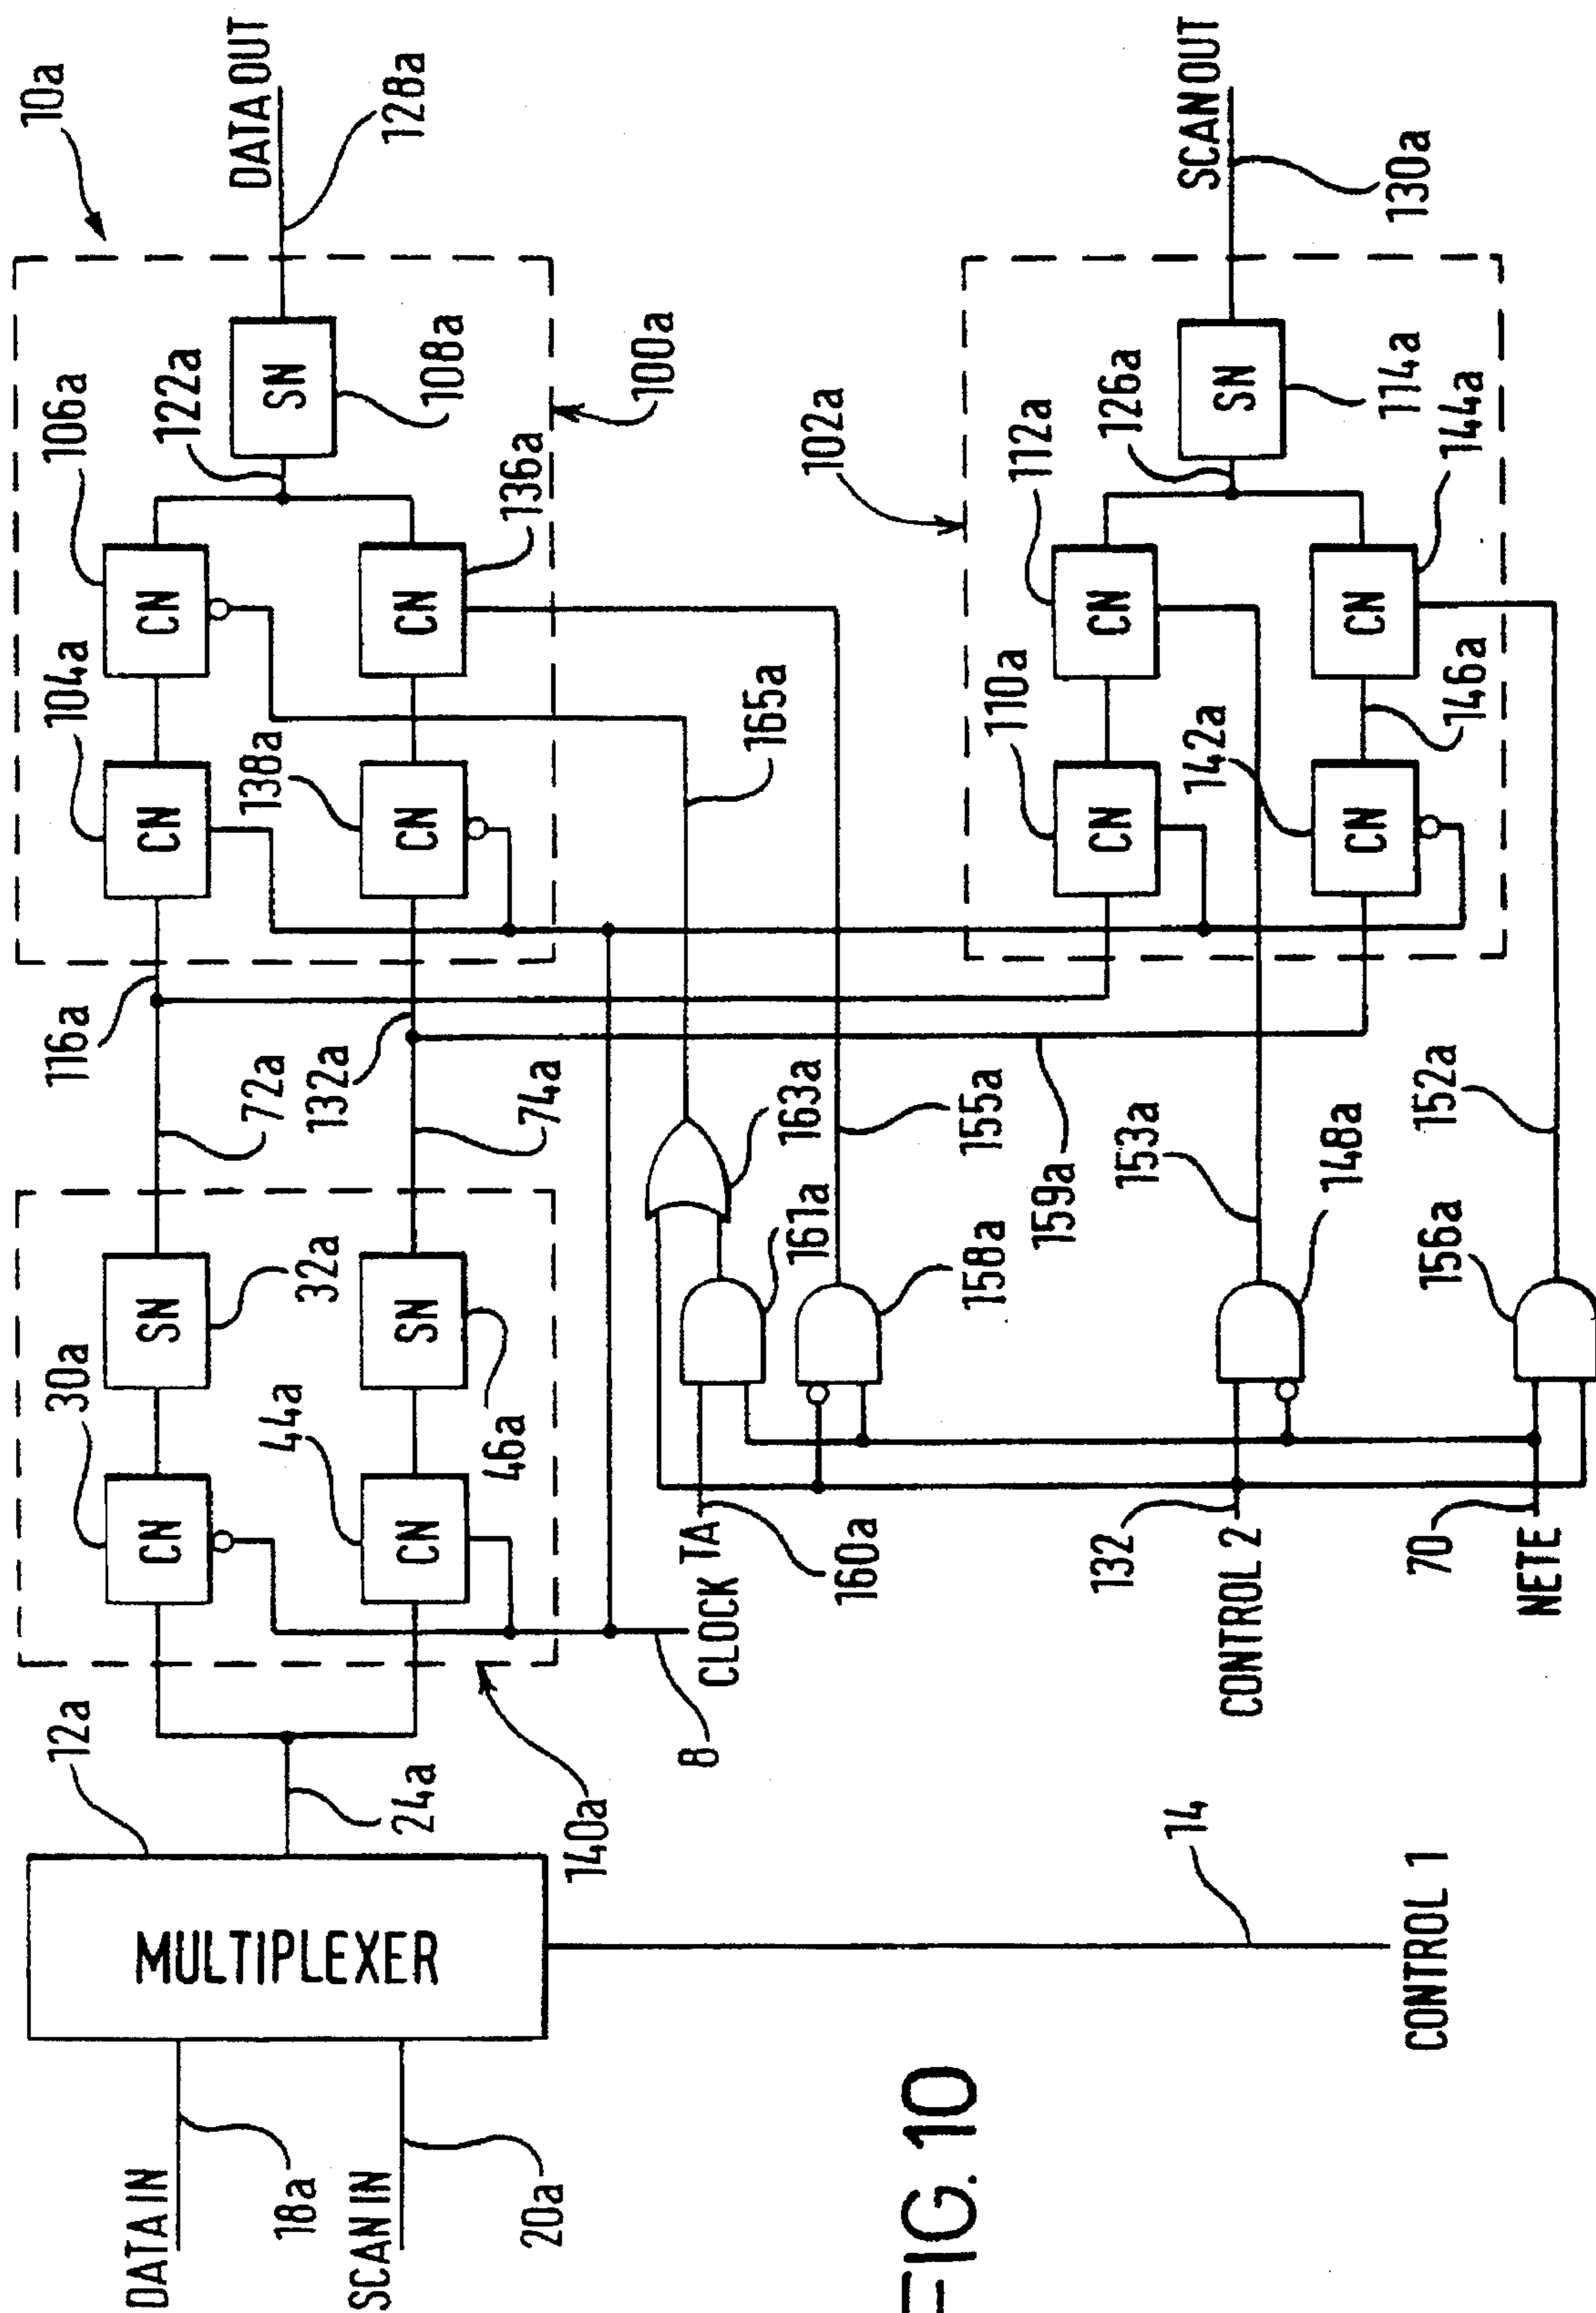 10a
DATA OUT
128a
106a
122a
108a
100a
104a
CN
CN
SN
136a
138a
CN
CN
116a
72a
132a
74a
165a
30a
CN
SN
32a
44a
CN
SN
46a
163a
161a
155a
158a
159a
12a
24a
140a
8
CLOCK
TA
160a
MULTIPLEXER
DATA IN
18a
SCAN IN
20a
14
CONTROL 1
102a
SCAN OUT
130a
112a
126a
SN
114a
110a
CN
CN
144a
142a
CN
CN
146a
153a
148a
152a
156a
132
CONTROL 2
70
NETE
FIG. 10